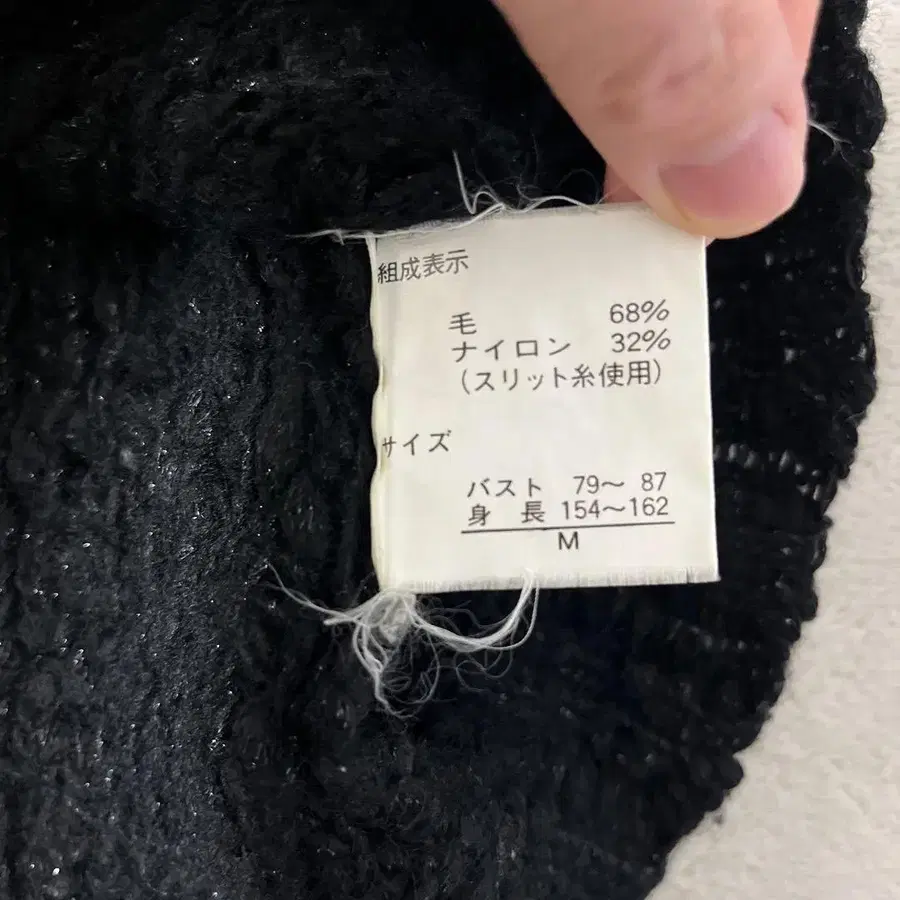 組成表示
毛 68%
ナイロン 32%
(スリット糸使用)
サイズ
バスト 79〜 87
身 長 154〜162
M